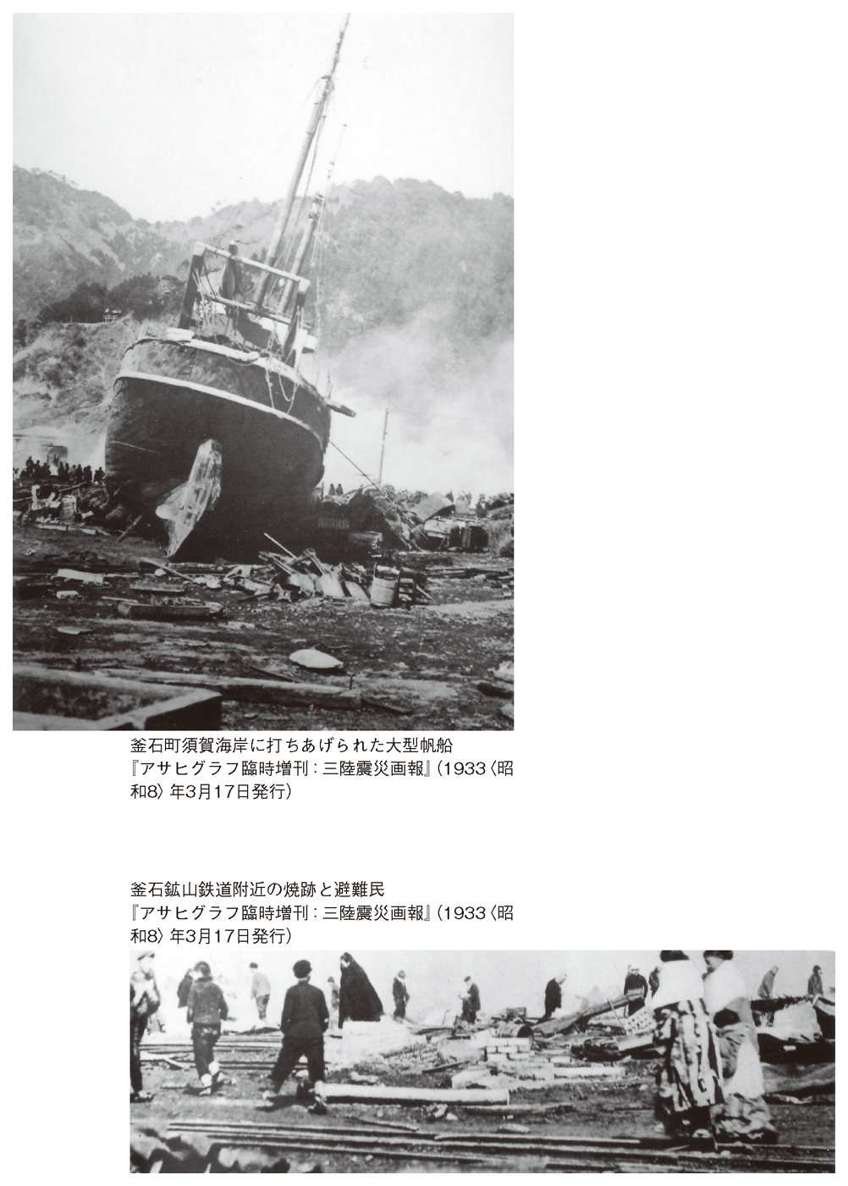 釜石町須賀海岸に打ちあげられた大型帆船
『アサヒグラフ臨時増刊：三陸震災画報』（1933〈昭
和8〉年3月17日発行）
釜石鉱山鉄道附近の焼跡と避難民
『アサヒグラフ臨時増刊：三陸震災画報』（1933〈昭
和8〉年3月17日発行）